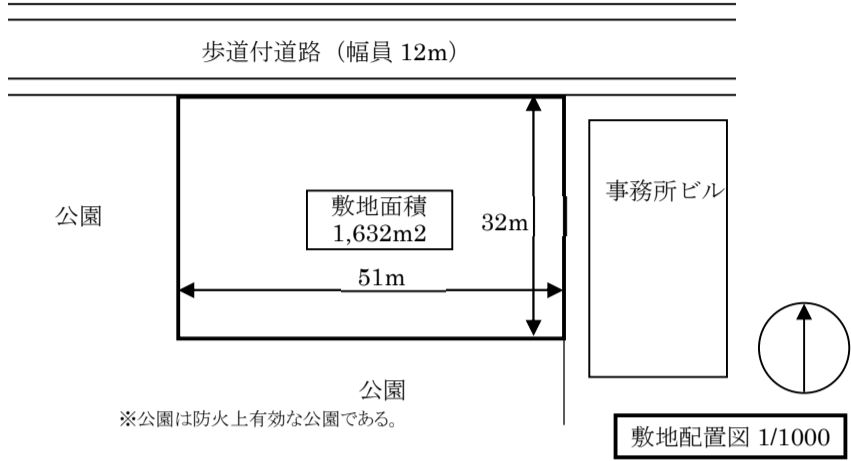 歩道付道路（幅員 12m）
公園
敷地面積
1,632m2
32m
事務所ビル
51m
公園
※公園は防火上有効な公園である。
敷地配置図 1/1000